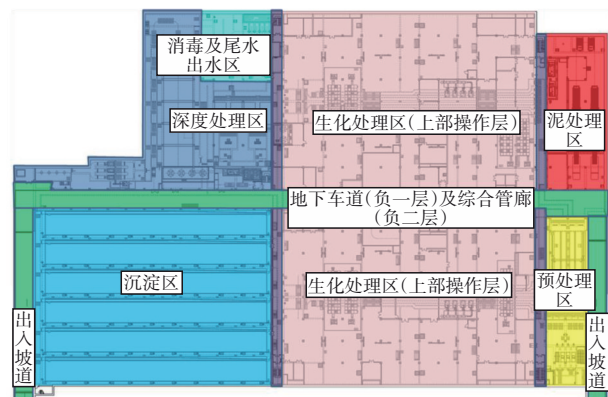 消毒及尾水
出水区
深度处理区
生化处理区(上部操作层)
泥处理
区
地下车道(负一层)及综合管廊
(负二层)
沉淀区
生化处理区(上部操作层)
预处理
区
出入坡道
出入坡道